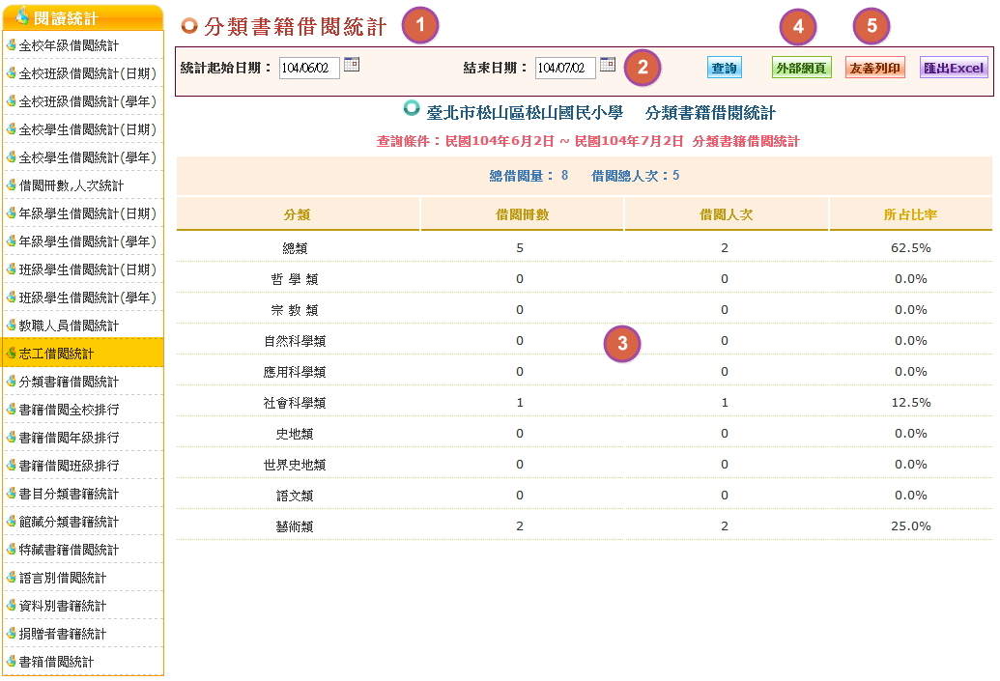 閱讀統計
全校年級借閱統計
全校班級借閱統計(日期)
全校班級借閱統計(學年)
全校學生借閱統計(日期)
全校學生借閱統計(學年)
借閱冊數,人次統計
年級學生借閱統計(日期)
年級學生借閱統計(學年)
班級學生借閱統計(日期)
班級學生借閱統計(學年)
教職人員借閱統計
志工借閱統計
分類書籍借閱統計
書籍借閱全校排行
書籍借閱年級排行
書籍借閱班級排行
書目分類書籍統計
館藏分類書籍統計
特藏書籍借閱統計
語言別借閱統計
資料別書籍統計
捐贈者書籍統計
書箱借閱統計
分類書籍借閱統計 1 4 5
統計起始日期： 104/06/02 結束日期： 104/07/02 2 查詢 外部網頁 友善列印 匯出Excel
臺北市松山區松山國民小學 分類書籍借閱統計
查詢條件：民國104年6月2日 ~ 民國104年7月2日 分類書籍借閱統計
總借閱量： 8 借閱總人次：5
分類 借閱冊數 借閱人次 所占比率
總類 5 2 62.5%
哲 學 類 0 0 0.0%
宗 教 類 0 0 0.0%
自然科學類 0 3 0 0.0%
應用科學類 0 0 0.0%
社會科學類 1 1 12.5%
史地類 0 0 0.0%
世界史地類 0 0 0.0%
語文類 0 0 0.0%
藝術類 2 2 25.0%